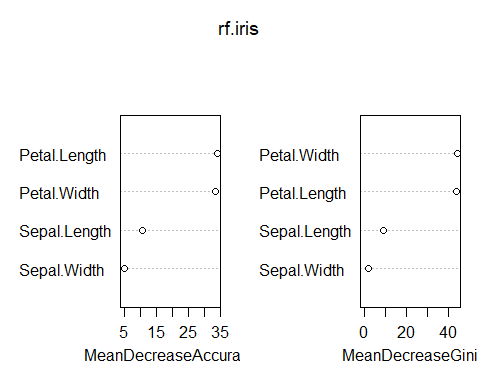 rf.iris
Petal.Length
Petal.Width
Sepal.Length
Sepal.Width
5 15 25 35
MeanDecreaseAccura
Petal.Width
Petal.Length
Sepal.Length
Sepal.Width
0 20 40
MeanDecreaseGini